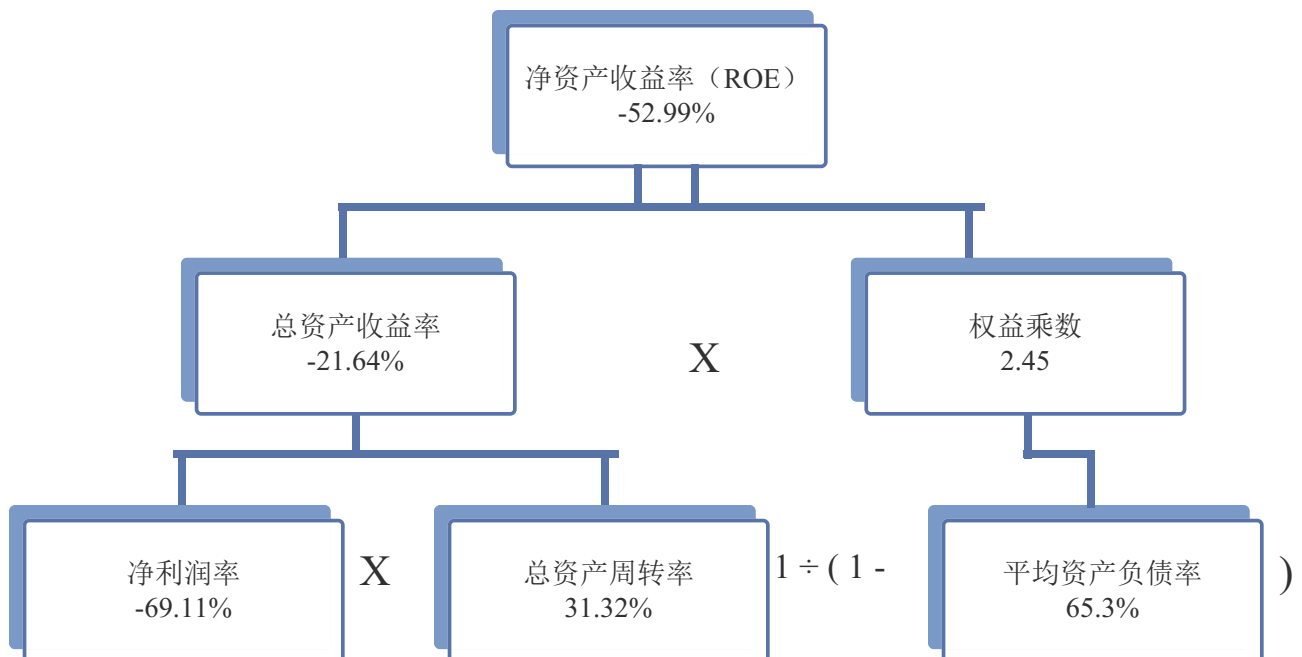 净资产收益率（ROE）
-52.99%
总资产收益率
-21.64%
X
权益乘数
2.45
净利润率
-69.11%
X
总资产周转率
31.32%
1 ÷ ( 1 -
平均资产负债率
65.3%
)